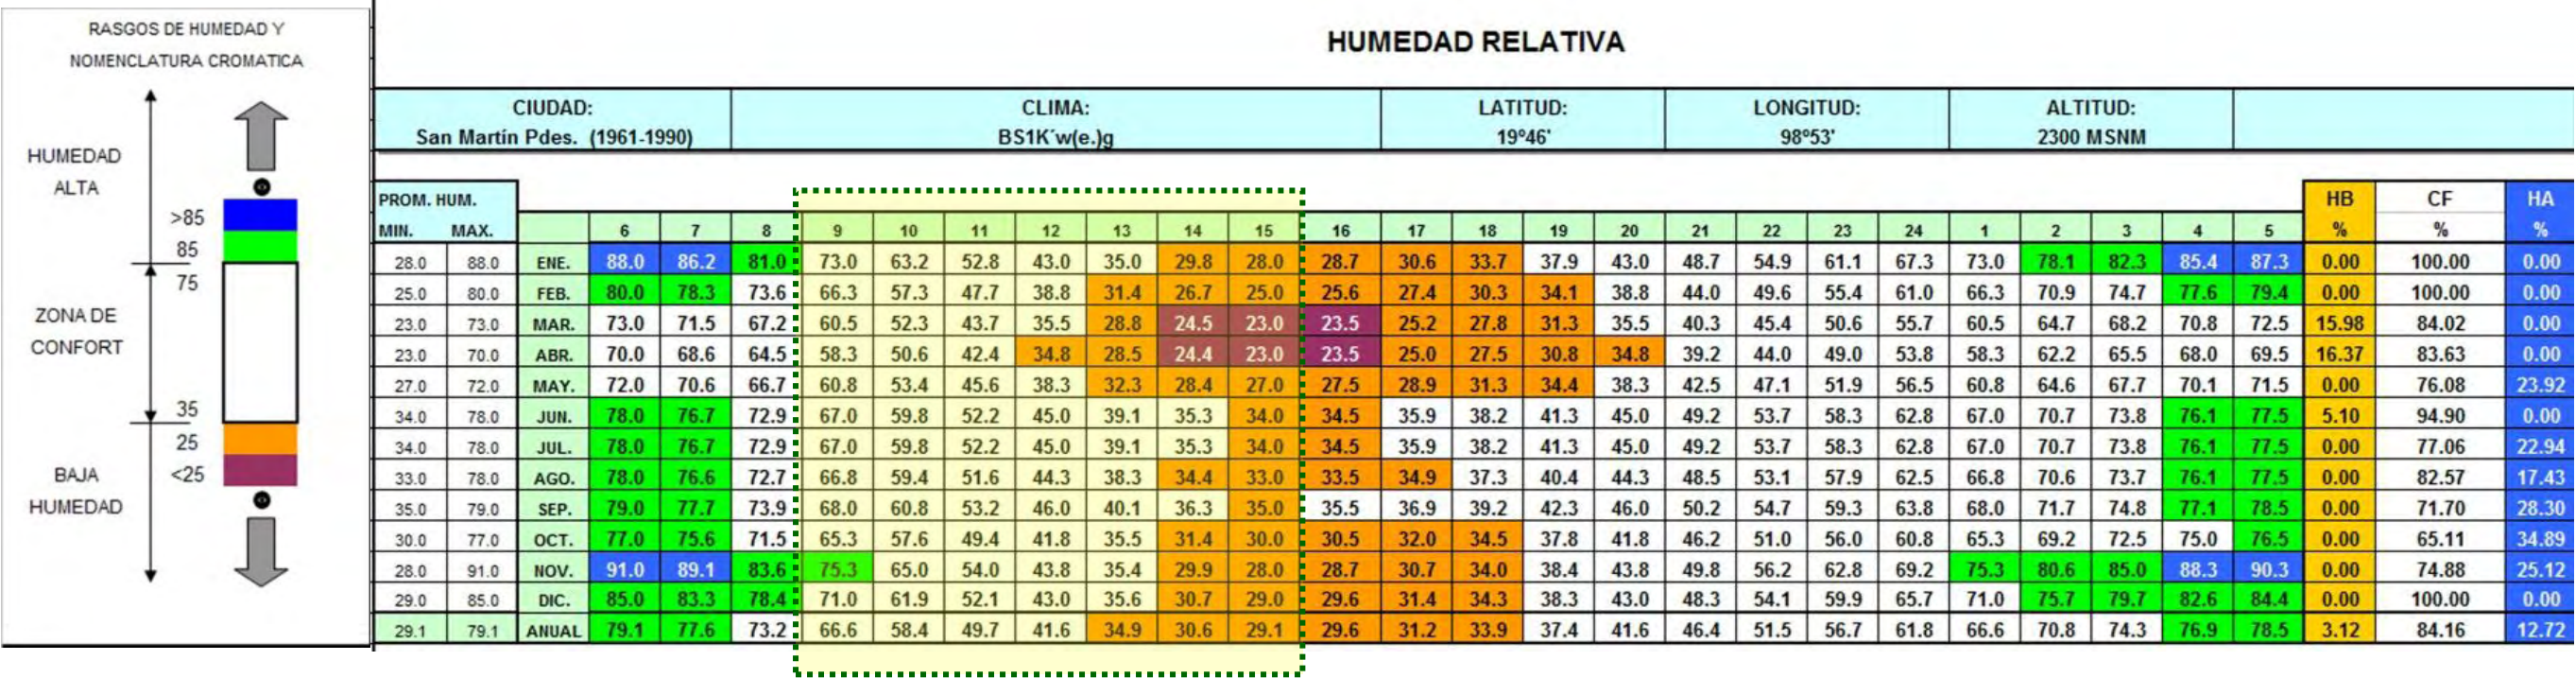 RASGOS DE HUMEDAD Y
NOMENCLATURA CROMATICA
HUMEDAD
ALTA
>85
85
75
ZONA DE
CONFORT
35
25
<25
BAJA
HUMEDAD
HUMEDAD RELATIVA
CIUDAD: CLIMA: LATITUD: LONGITUD: ALTITUD:
San Martín Pdes. (1961-1990) BS1K´w(e.)g 19º46' 98º53' 2300 MSNM
PROM. HUM. HB CF HA
MIN. MAX. 6 7 8 9 10 11 12 13 14 15 16 17 18 19 20 21 22 23 24 1 2 3 4 5 % % %
28.0 88.0 ENE. 88.0 86.2 81.0 73.0 63.2 52.8 43.0 35.0 29.8 28.0 28.7 30.6 33.7 37.9 43.0 48.7 54.9 61.1 67.3 73.0 78.1 82.3 85.4 87.3 0.00 100.00 0.00
25.0 80.0 FEB. 80.0 78.3 73.6 66.3 57.3 47.7 38.8 31.4 26.7 25.0 25.6 27.4 30.3 34.1 38.8 44.0 49.6 55.4 61.0 66.3 70.9 74.7 77.6 79.4 0.00 100.00 0.00
23.0 73.0 MAR. 73.0 71.5 67.2 60.5 52.3 43.7 35.5 28.8 24.5 23.0 23.5 25.2 27.8 31.3 35.5 40.3 45.4 50.6 55.7 60.5 64.7 68.2 70.8 72.5 15.98 84.02 0.00
23.0 70.0 ABR. 70.0 68.6 64.5 58.3 50.6 42.4 34.8 28.5 24.4 23.0 23.5 25.0 27.5 30.8 34.8 39.2 44.0 49.0 53.8 58.3 62.2 65.5 68.0 69.5 16.37 83.63 0.00
27.0 72.0 MAY. 72.0 70.6 66.7 60.8 53.4 45.6 38.3 32.3 28.4 27.0 27.5 28.9 31.3 34.4 38.3 42.5 47.1 51.9 56.5 60.8 64.6 67.7 70.1 71.5 0.00 76.08 23.92
34.0 78.0 JUN. 78.0 76.7 72.9 67.0 59.8 52.2 45.0 39.1 35.3 34.0 34.5 35.9 38.2 41.3 45.0 49.2 53.7 58.3 62.8 67.0 70.7 73.8 76.1 77.5 5.10 94.90 0.00
34.0 78.0 JUL. 78.0 76.7 72.9 67.0 59.8 52.2 45.0 39.1 35.3 34.0 34.5 35.9 38.2 41.3 45.0 49.2 53.7 58.3 62.8 67.0 70.7 73.8 76.1 77.5 0.00 77.06 22.94
33.0 78.0 AGO. 78.0 76.6 72.7 66.8 59.4 51.6 44.3 38.3 34.4 33.0 33.5 34.9 37.3 40.4 44.3 48.5 53.1 57.9 62.5 66.8 70.6 73.7 76.1 77.5 0.00 82.57 17.43
35.0 79.0 SEP. 79.0 77.7 73.9 68.0 60.8 53.2 46.0 40.1 36.3 35.0 35.5 36.9 39.2 42.3 46.0 50.2 54.7 59.3 63.8 68.0 71.7 74.8 77.1 78.5 0.00 71.70 28.30
30.0 77.0 OCT. 77.0 75.6 71.5 65.3 57.6 49.4 41.8 35.5 31.4 30.0 30.5 32.0 34.5 37.8 41.8 46.2 51.0 56.0 60.8 65.3 69.2 72.5 75.0 76.5 0.00 65.11 34.89
28.0 91.0 NOV. 91.0 89.1 83.6 75.3 65.0 54.0 43.8 35.4 29.9 28.0 28.7 30.7 34.0 38.4 43.8 49.8 56.2 62.8 69.2 75.3 80.6 85.0 88.3 90.3 0.00 74.88 25.12
29.0 85.0 DIC. 85.0 83.3 78.4 71.0 61.9 52.1 43.0 35.6 30.7 29.0 29.6 31.4 34.3 38.3 43.0 48.3 54.1 59.9 65.7 71.0 75.7 79.7 82.6 84.4 0.00 100.00 0.00
29.1 79.1 ANUAL 79.1 77.6 73.2 66.6 58.4 49.7 41.6 34.9 30.6 29.1 29.6 31.2 33.9 37.4 41.6 46.4 51.5 56.7 61.8 66.6 70.8 74.3 76.9 78.5 3.12 84.16 12.72